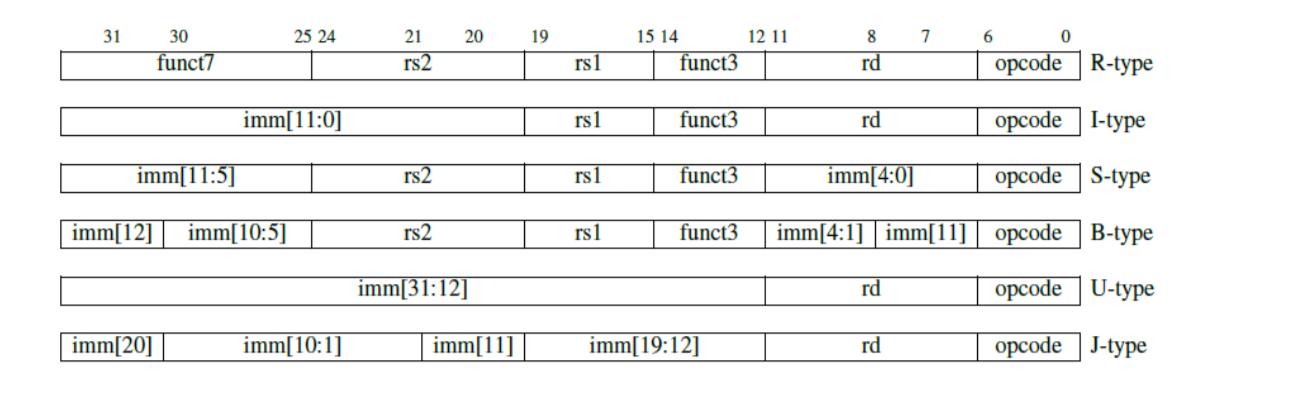 31 30 25 24 21 20 19 15 14 12 11 8 7 6 0
funct7 rs2 rs1 funct3 rd opcode R-type
imm[11:0] rs1 funct3 rd opcode I-type
imm[11:5] rs2 rs1 funct3 imm[4:0] opcode S-type
imm[12] imm[10:5] rs2 rs1 funct3 imm[4:1] imm[11] opcode B-type
imm[31:12] rd opcode U-type
imm[20] imm[10:1] imm[11] imm[19:12] rd opcode J-type